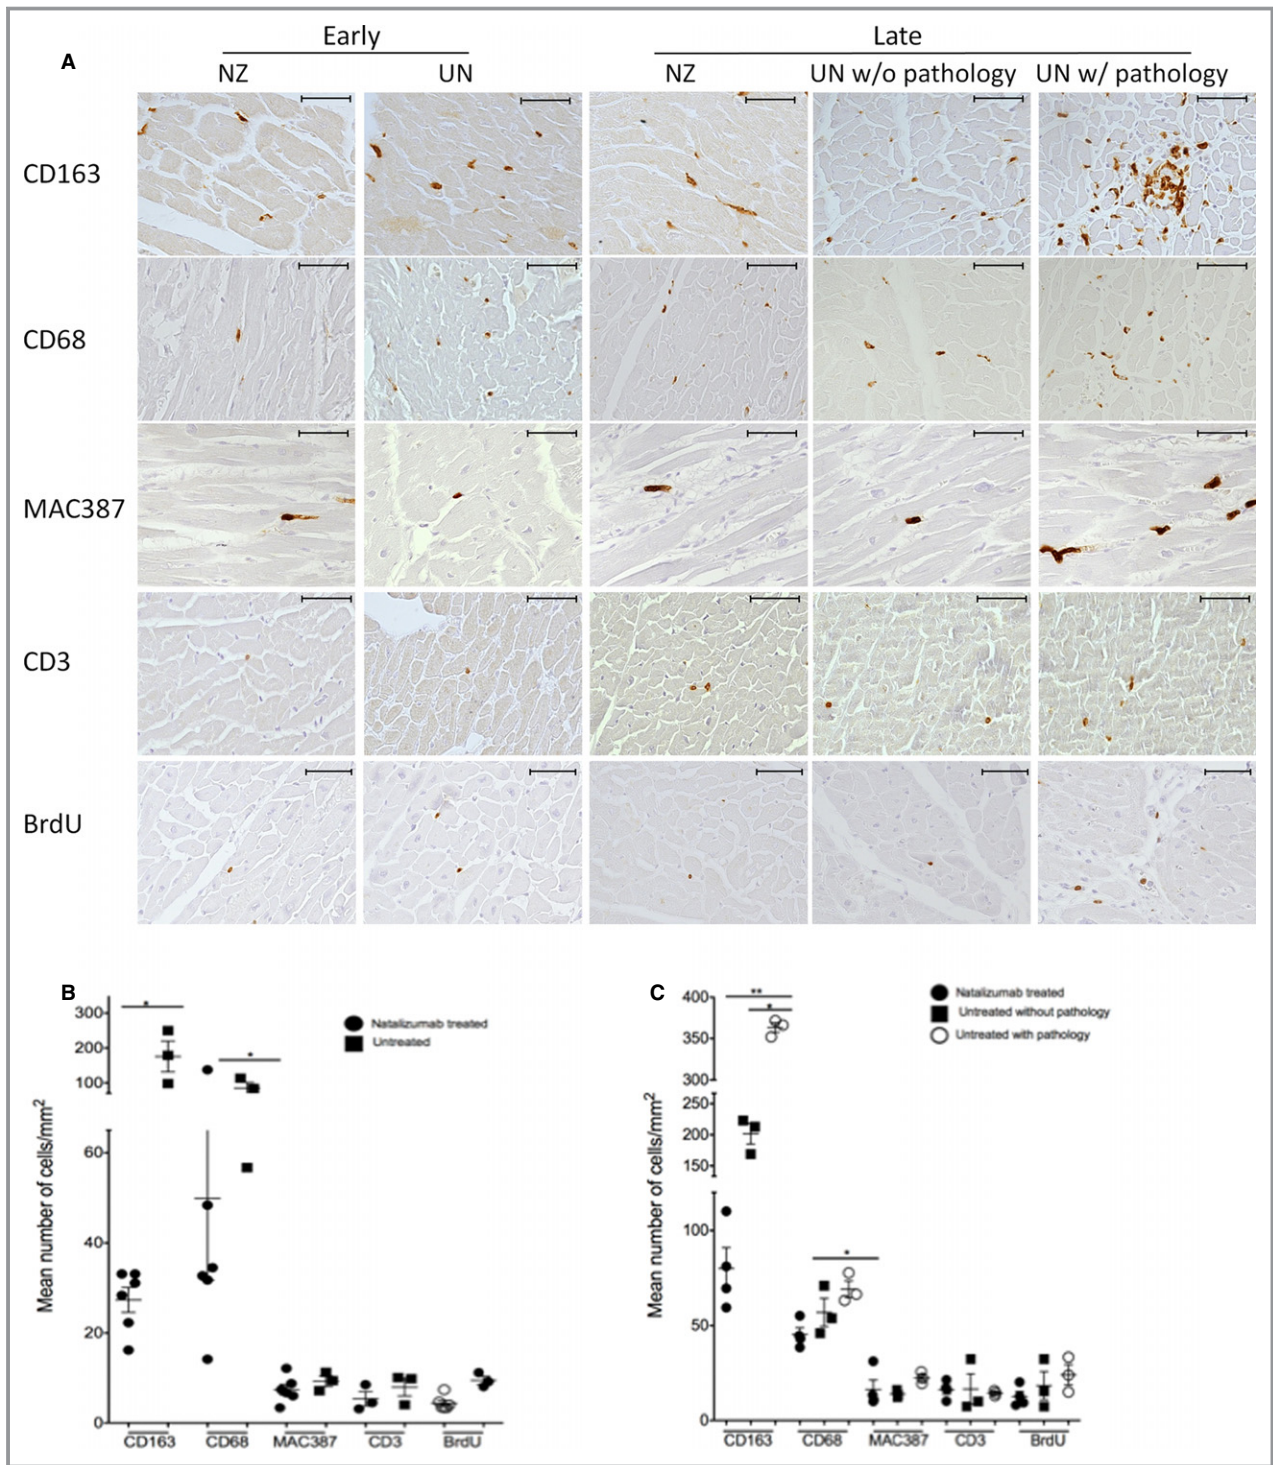 A
Early
Late
NZ
UN
NZ
UN w/o pathology
UN w/ pathology
CD163
CD68
MAC387
CD3
BrdU
B
Mean number of cells/mm²
300
200
100
60
40
20
0
*
*
Natalizumab treated
Untreated
CD163
CD68
MAC387
CD3
BrdU
C
Mean number of cells/mm²
400
350
300
250
200
150
100
50
0
**
*
*
Natalizumab treated
Untreated without pathology
Untreated with pathology
CD163
CD68
MAC387
CD3
BrdU